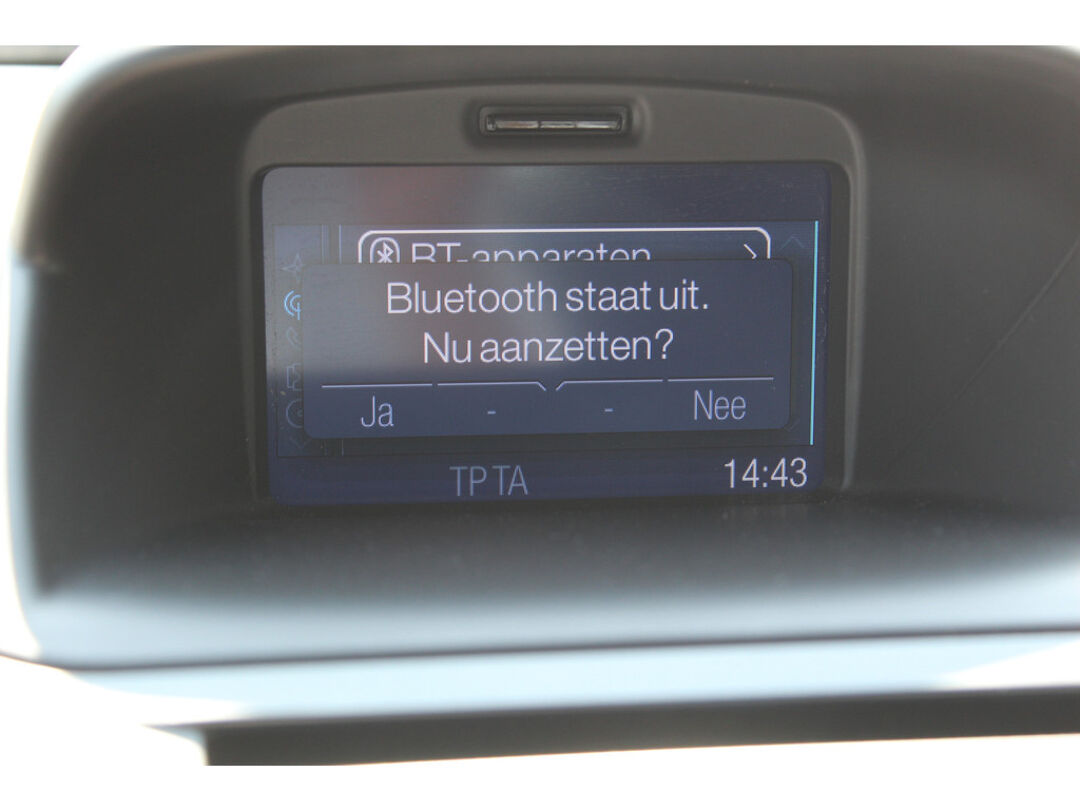 BT-apparaten
Bluetooth staat uit.
Nu aanzetten?
Ja - - Nee
TP TA 14:43